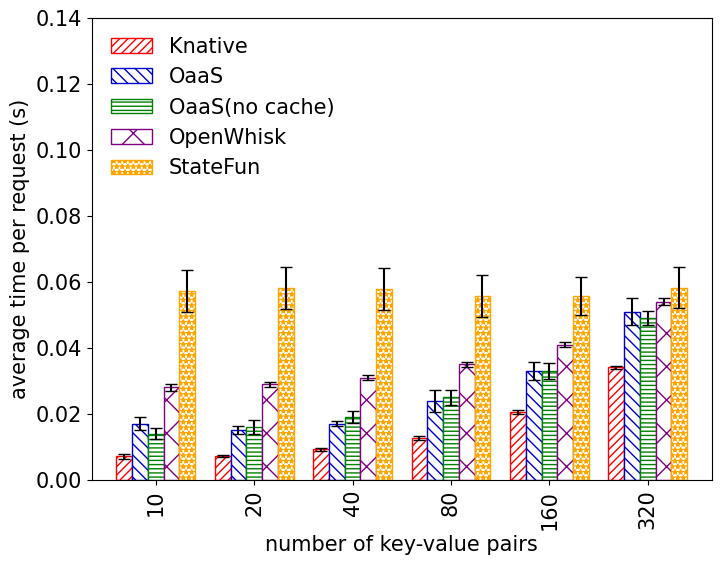 0.14
0.12
0.10
0.08
0.06
0.04
0.02
0.00
average time per request (s)
Knative
OaaS
OaaS(no cache)
OpenWhisk
StateFun
10
20
40
80
160
320
number of key-value pairs